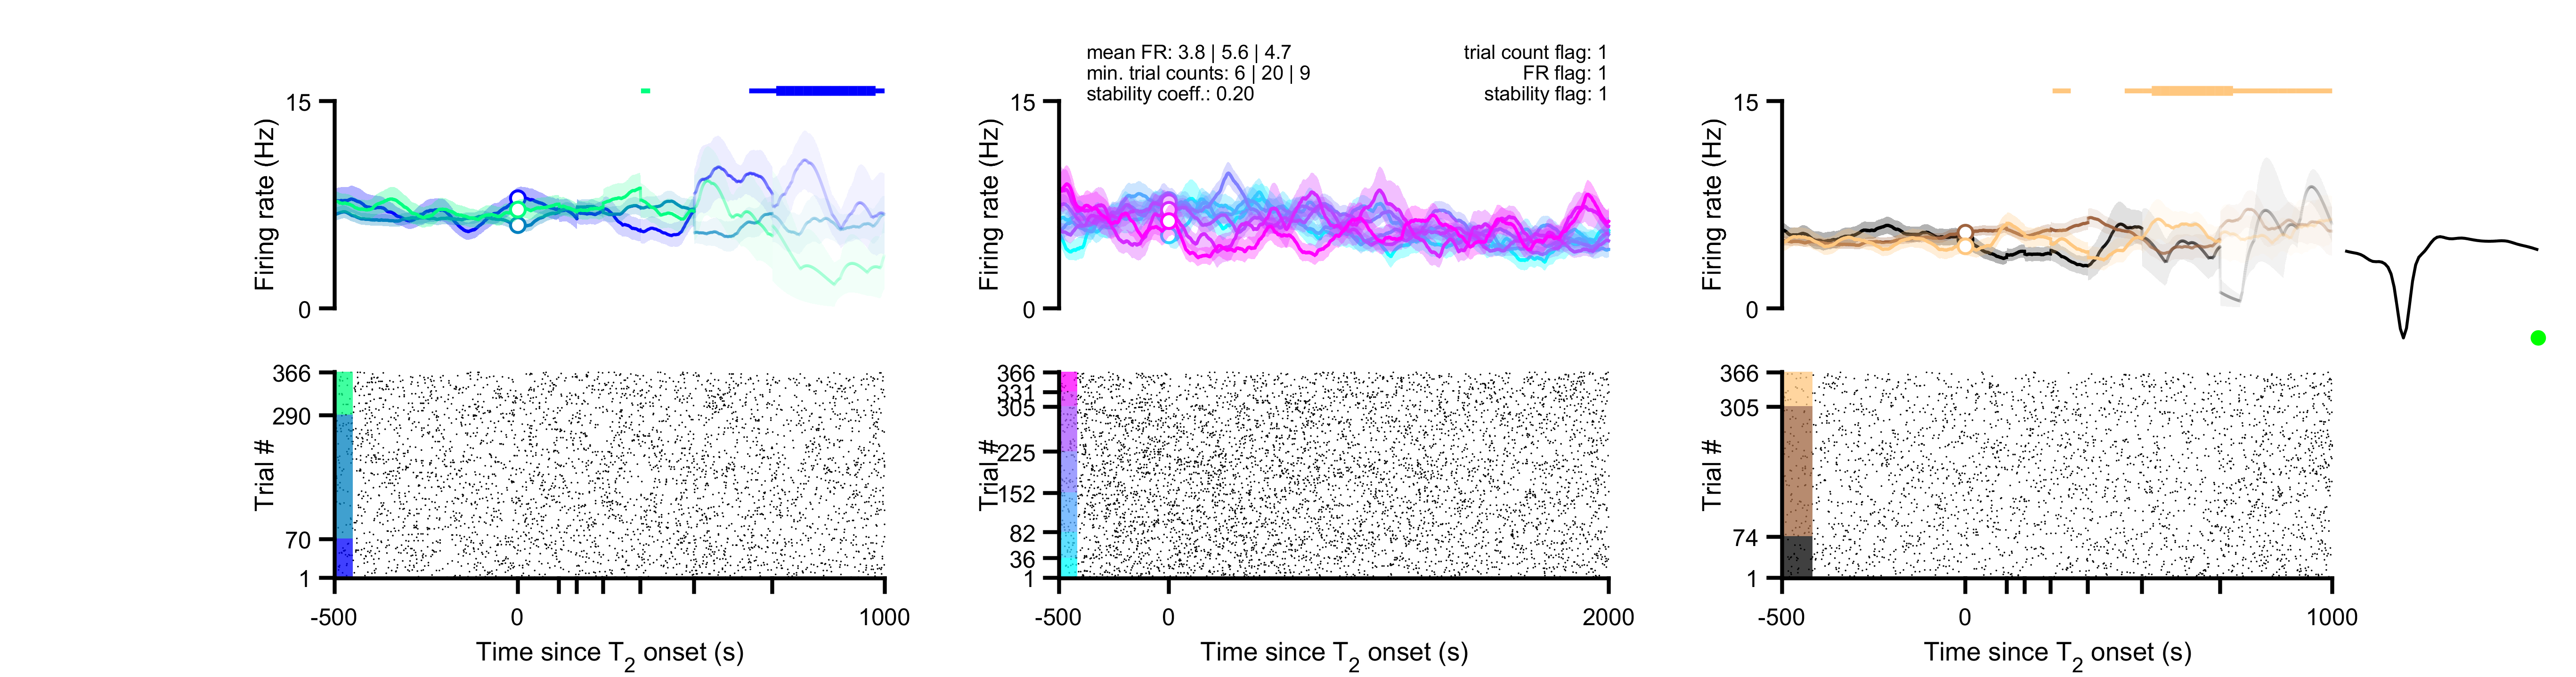 mean FR: 3.8 | 5.6 | 4.7
min. trial counts: 6 | 20 | 9
stability coeff.: 0.20
trial count flag: 1
FR flag: 1
stability flag: 1
15
0
Firing rate (Hz)
366
290
70
1
Trial #
-500
0
1000
Time since T2 onset (s)
15
0
Firing rate (Hz)
366
331
305
225
152
82
36
1
Trial #
-500
0
2000
Time since T2 onset (s)
15
0
Firing rate (Hz)
366
305
74
1
Trial #
-500
0
1000
Time since T2 onset (s)